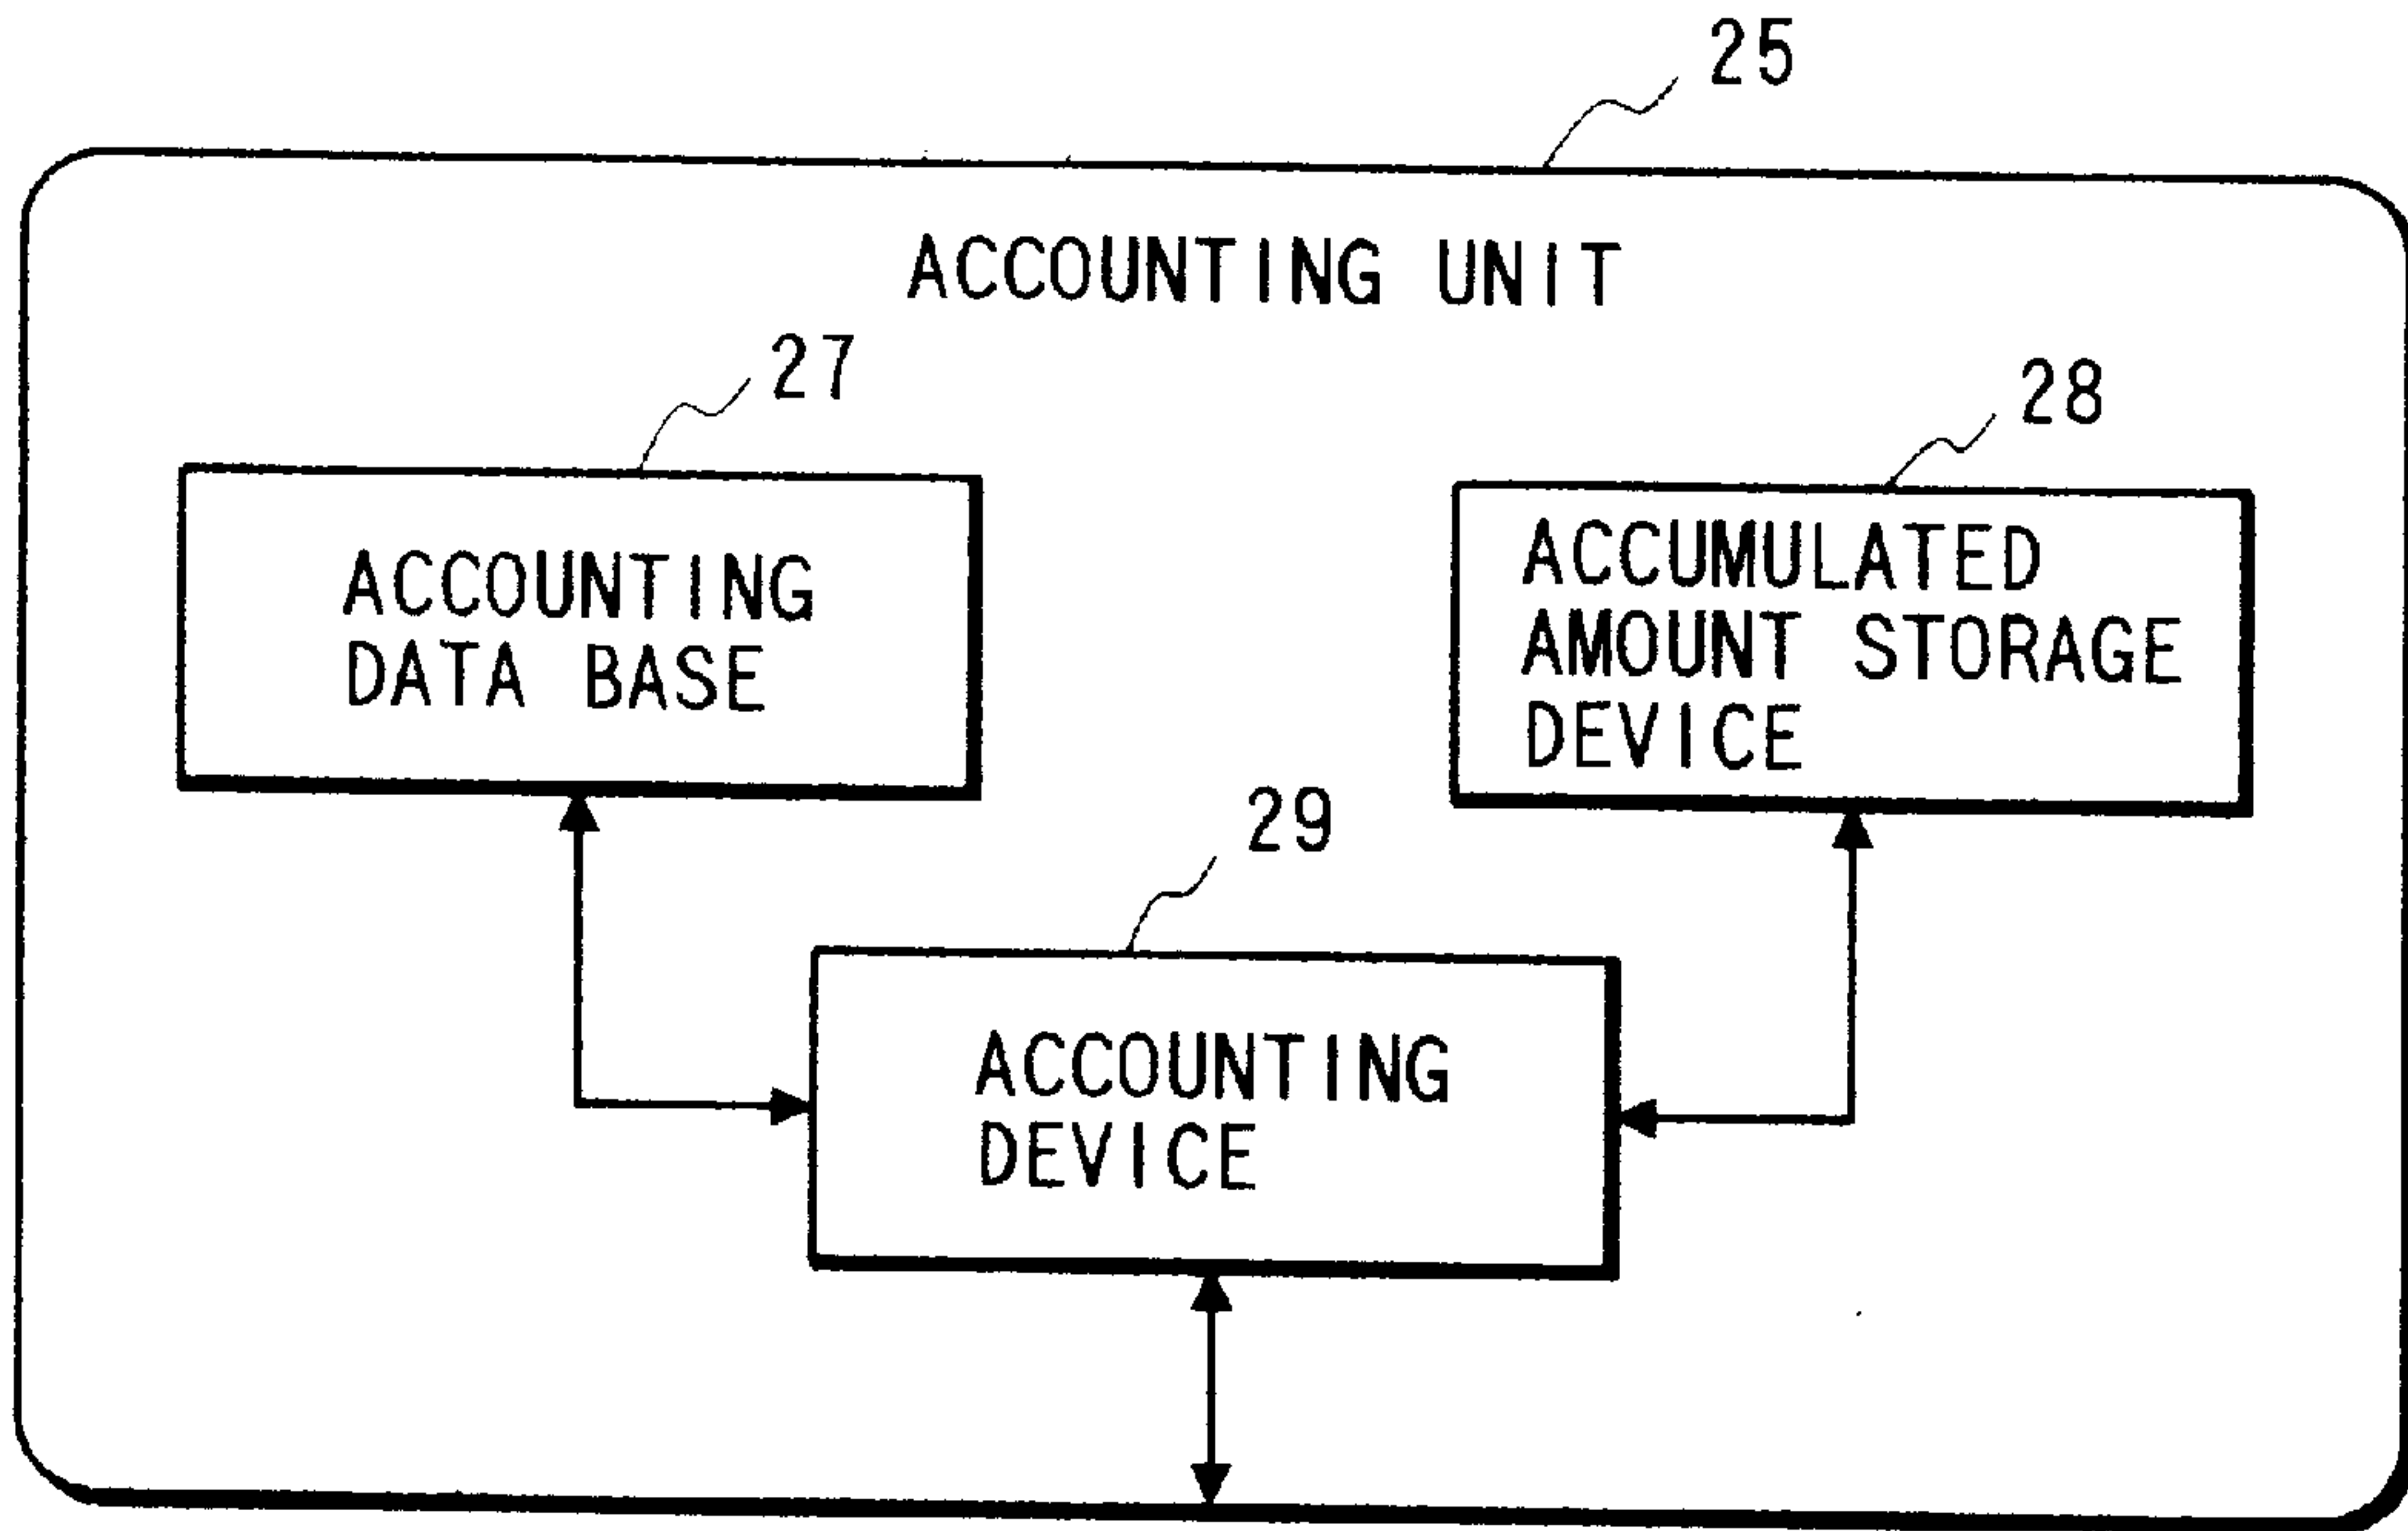 25
ACCOUNTING UNIT
27
28
ACCOUNTING
DATA BASE
ACCUMULATED
AMOUNT STORAGE
DEVICE
29
ACCOUNTING
DEVICE